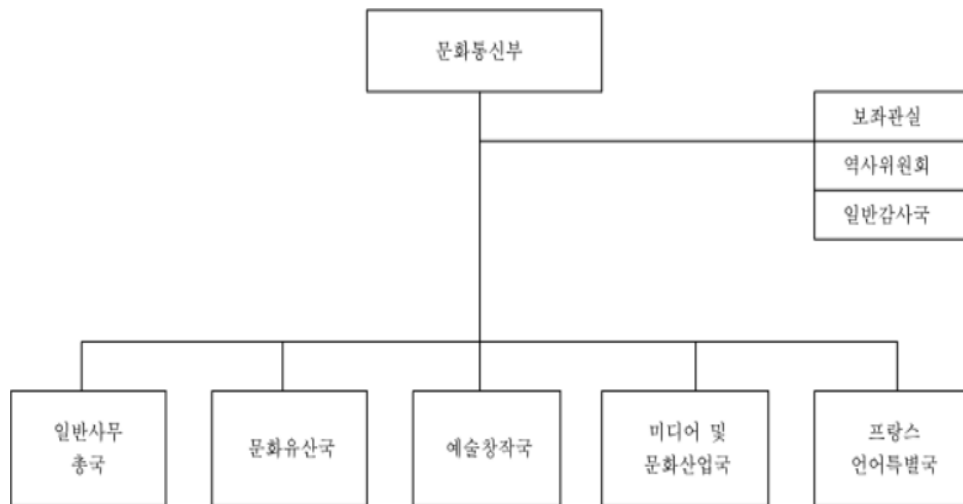 문화통신부
보좌관실
역사위원회
일반감사국
일반사무
총국
문화유산국
예술창작국
미디어 및
문화산업국
프랑스
언어특별국